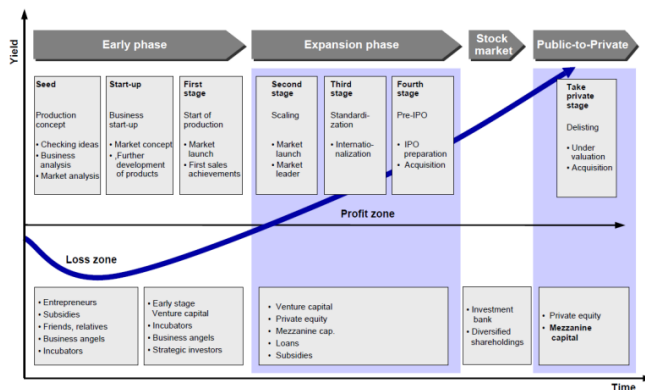 Yield
Early phase
Expansion phase
Stock
market
Public-to-Private
Seed
Production
concept
• Checking ideas
• Business
analysis
• Market analysis
Start-up
Business
start-up
• Market concept
• ,Further
development
of products
First
stage
Start of
production
• Market
launch
• First sales
achievements
Second
stage
Scaling
• Market
launch
• Market
leader
Third
stage
Standardi-
zation
• Internatio-
nalization
Fourth
stage
Pre-IPO
• IPO
preparation
• Acquisition
Take
private
stage
Delisting
• Under
valuation
• Acquisition
Profit zone
Loss zone
• Entrepreneurs
• Subsidies
• Friends, relatives
• Business angels
• Incubators
• Early stage
Venture capital
• Incubators
• Business angels
• Strategic investors
• Venture capital
• Private equity
• Mezzanine cap.
• Loans
• Subsidies
• Investment
bank
• Diversified
shareholdings
• Private equity
• Mezzanine
capital
Time